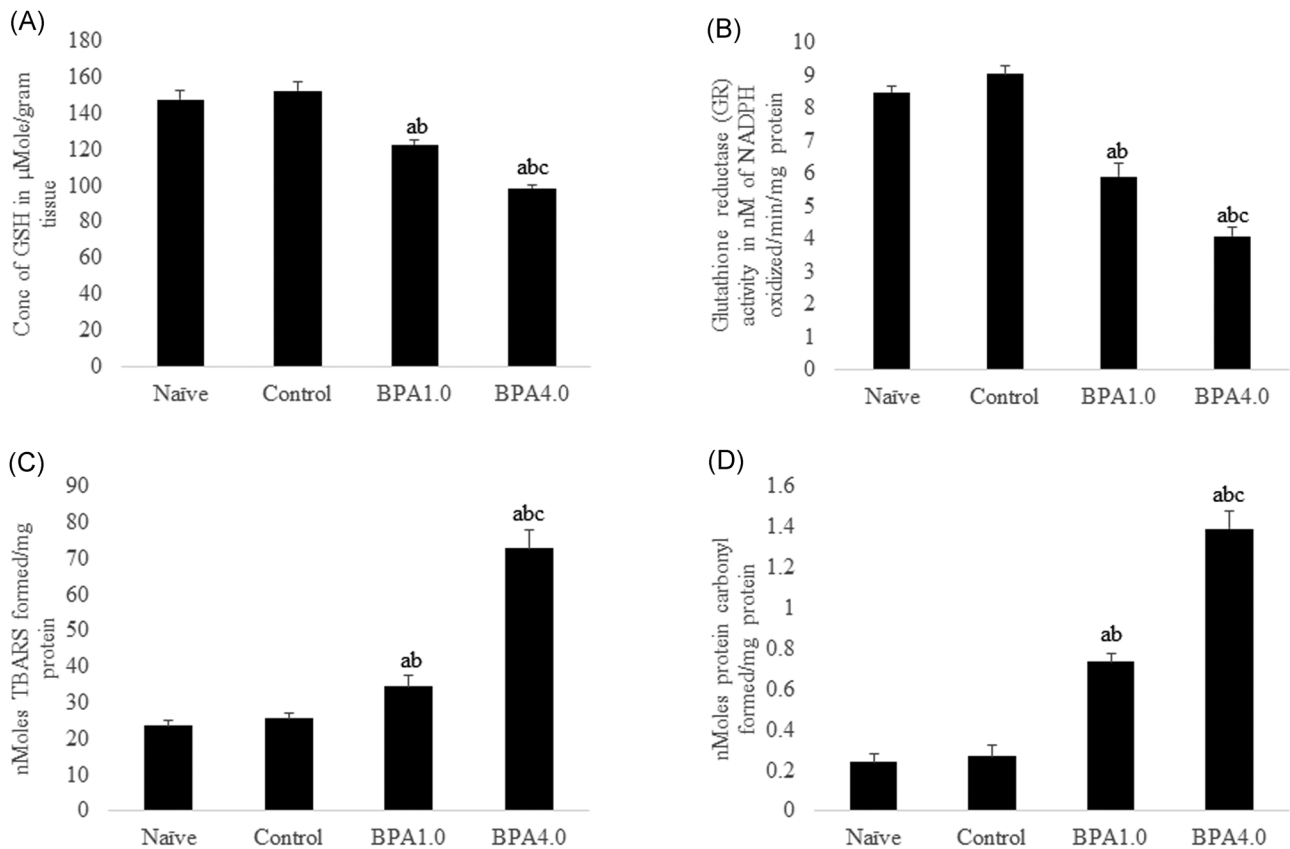 (A)
Conc of GSH in µMole/gram
tissue
180
160
140
120
100
80
60
40
20
0
ab
abc
Naïve Control BPA1.0 BPA4.0
(B)
Glutathione reductase (GR)
activity in nM of NADPH
oxidized/min/mg protein
10
9
8
7
6
5
4
3
2
1
0
ab
abc
Naïve Control BPA1.0 BPA4.0
(C)
nMoles TBARS formed/mg
protein
90
80
70
60
50
40
30
20
10
0
ab
abc
Naïve Control BPA1.0 BPA4.0
(D)
nMoles protein carbonyl
formed/mg protein
1.6
1.4
1.2
1
0.8
0.6
0.4
0.2
0
ab
abc
Naïve Control BPA1.0 BPA4.0